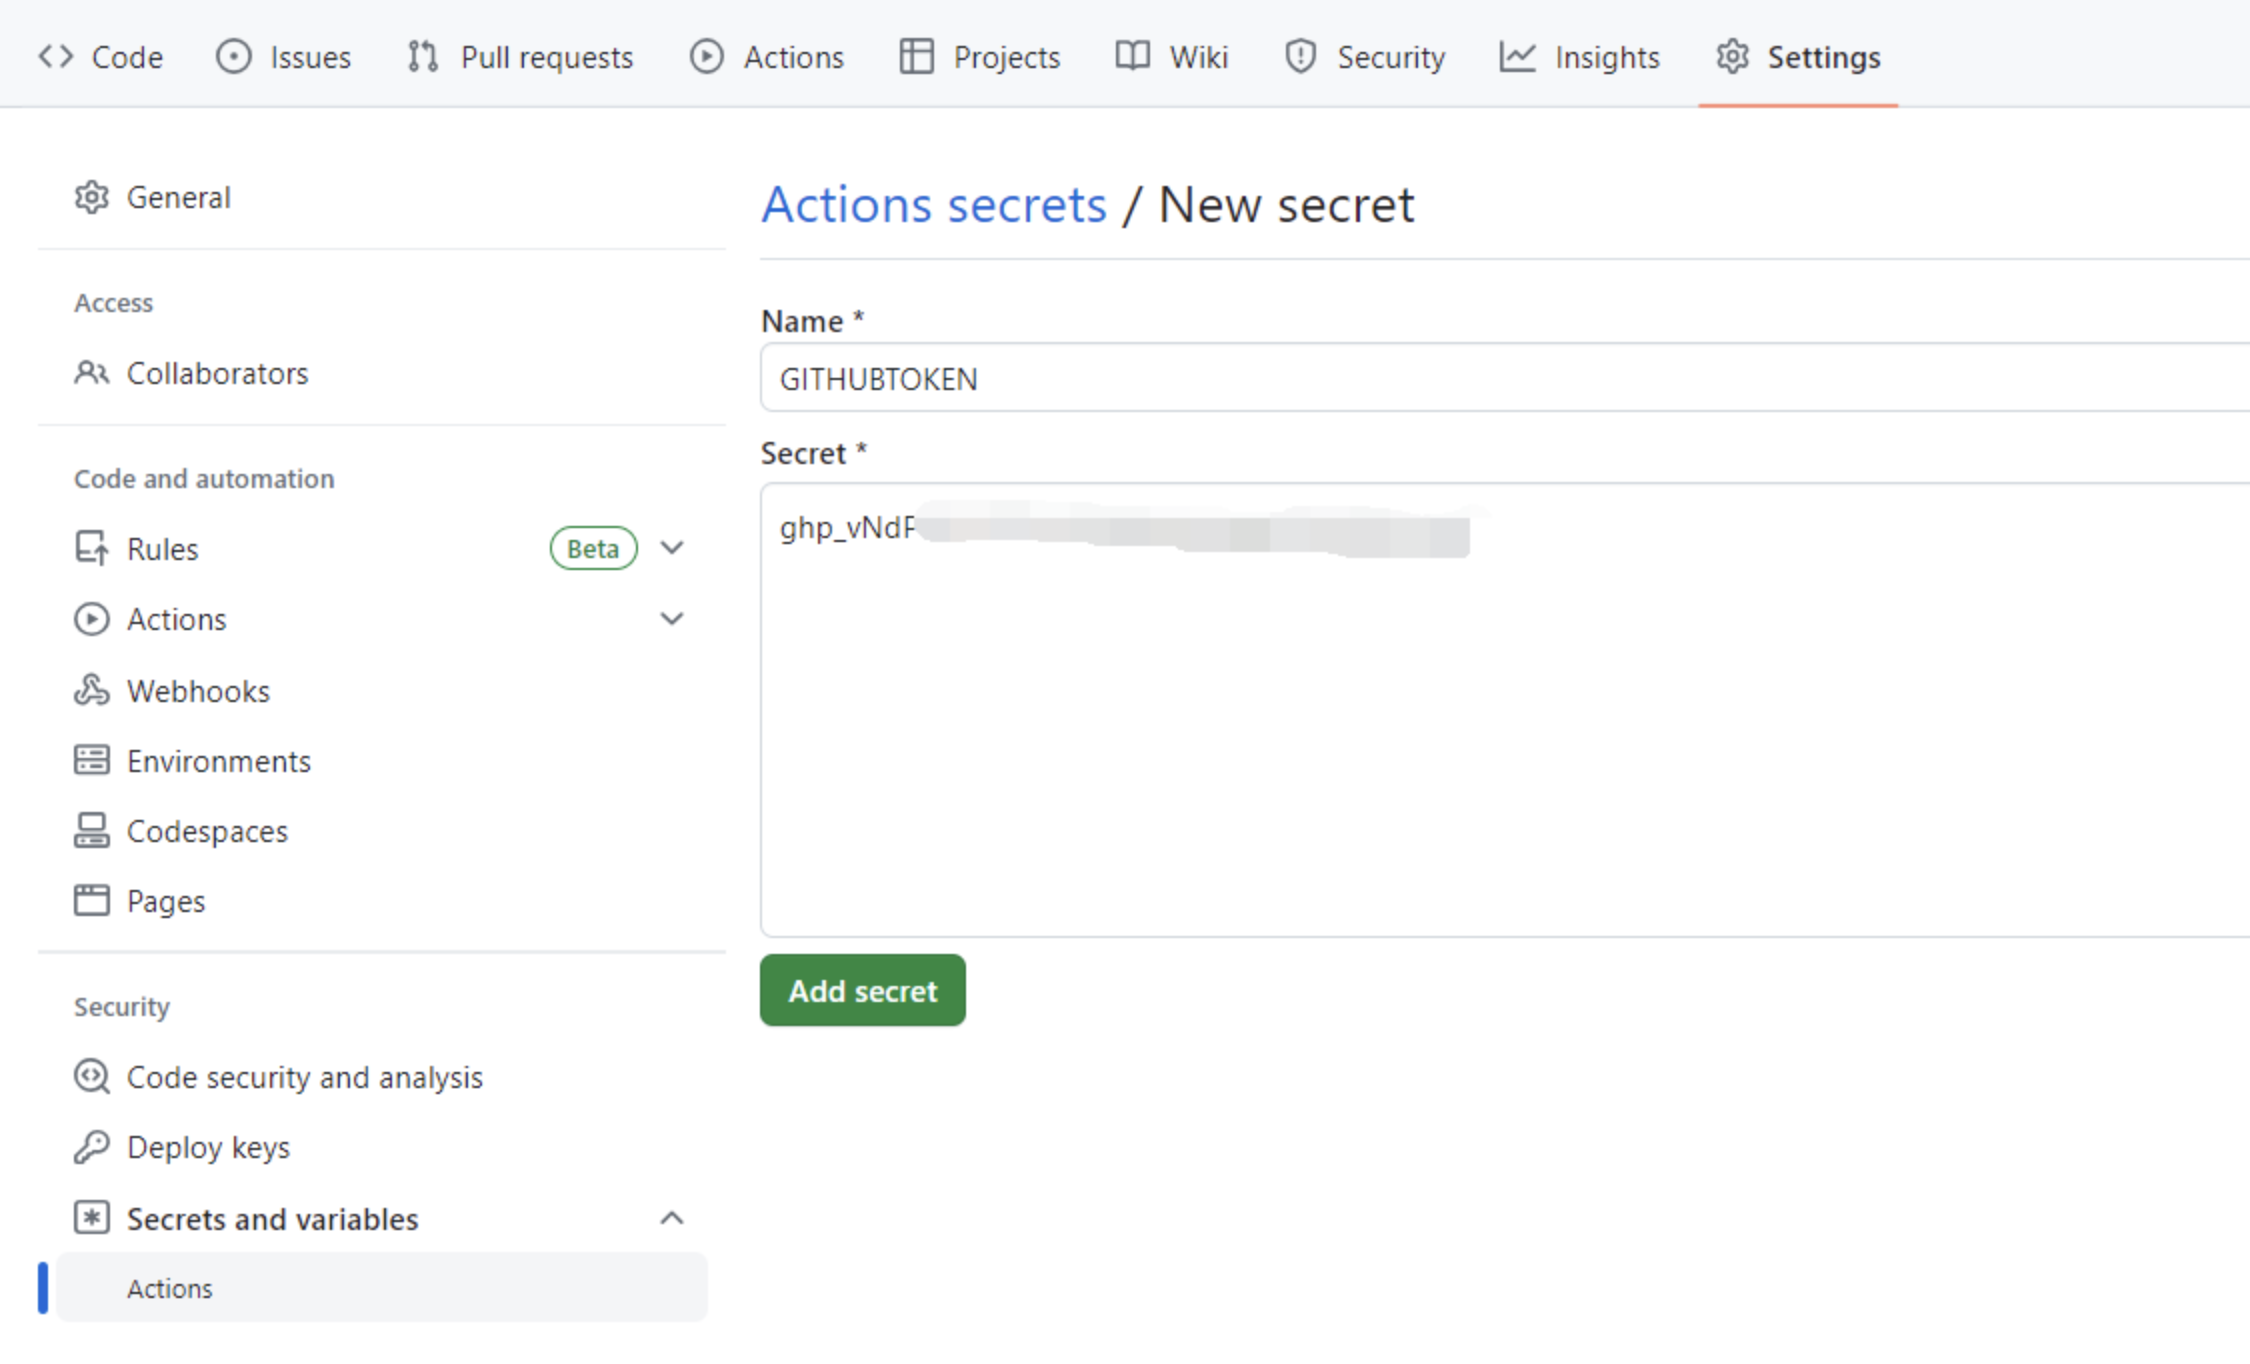 Code Issues Pull requests Actions Projects Wiki Security Insights Settings
General
Access
Collaborators
Code and automation
Rules Beta
Actions
Webhooks
Environments
Codespaces
Pages
Security
Code security and analysis
Deploy keys
Secrets and variables
Actions
Actions secrets / New secret
Name *
GITHUBTOKEN
Secret *
Add secret